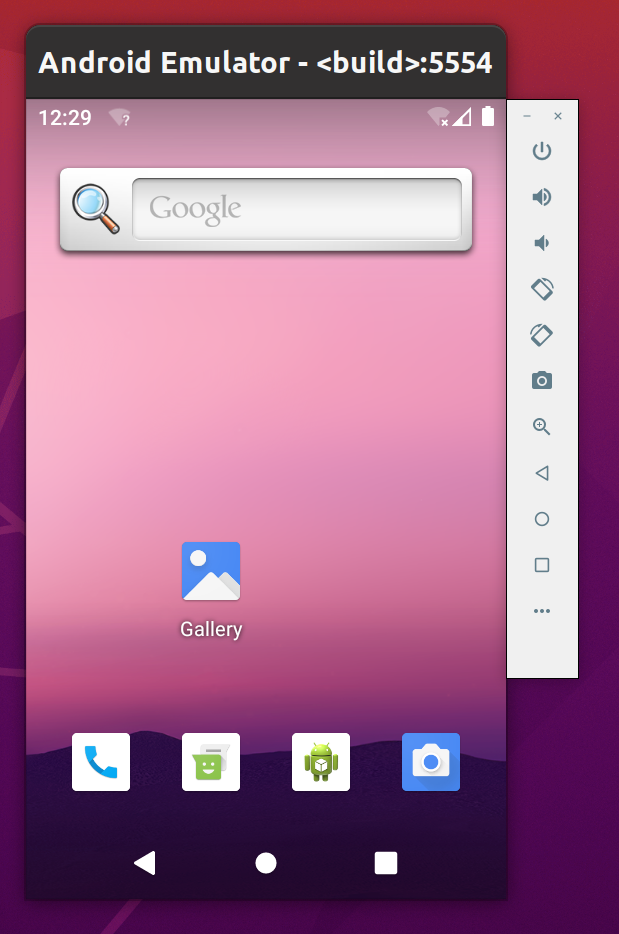 Android Emulator - <build>:5554
12:29
Google
Gallery